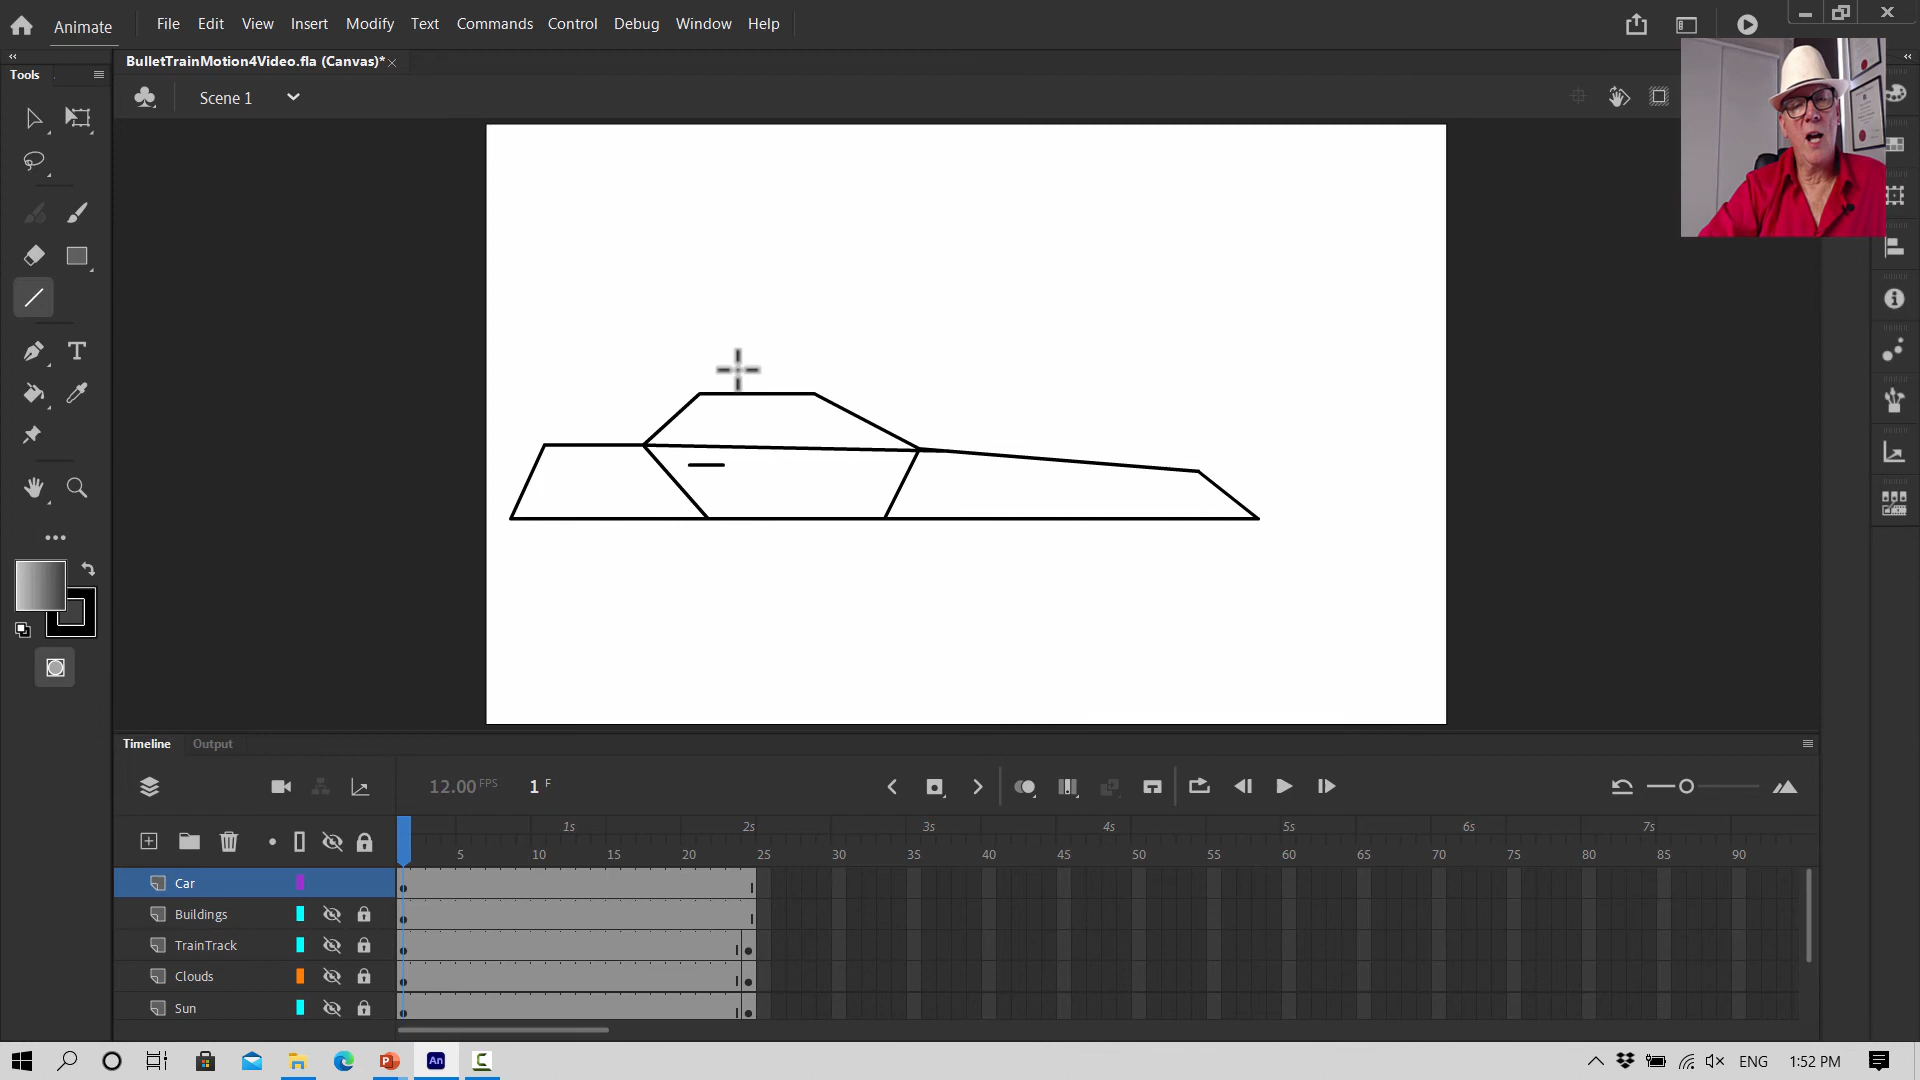 Animate File Edit View Insert Modify Text Commands Control Debug Window Help
Tools
BulletTrainMotion4Video.fla (Canvas)*
Scene 1
T
Timeline Output
12.00 FPS 1 F
1s 2s 3s 4s 5s 6s 7s
5 10 15 20 25 30 35 40 45 50 55 60 65 70 75 80 85 90
Car
Buildings
TrainTrack
Clouds
Sun
P An C ENG 1:52 PM